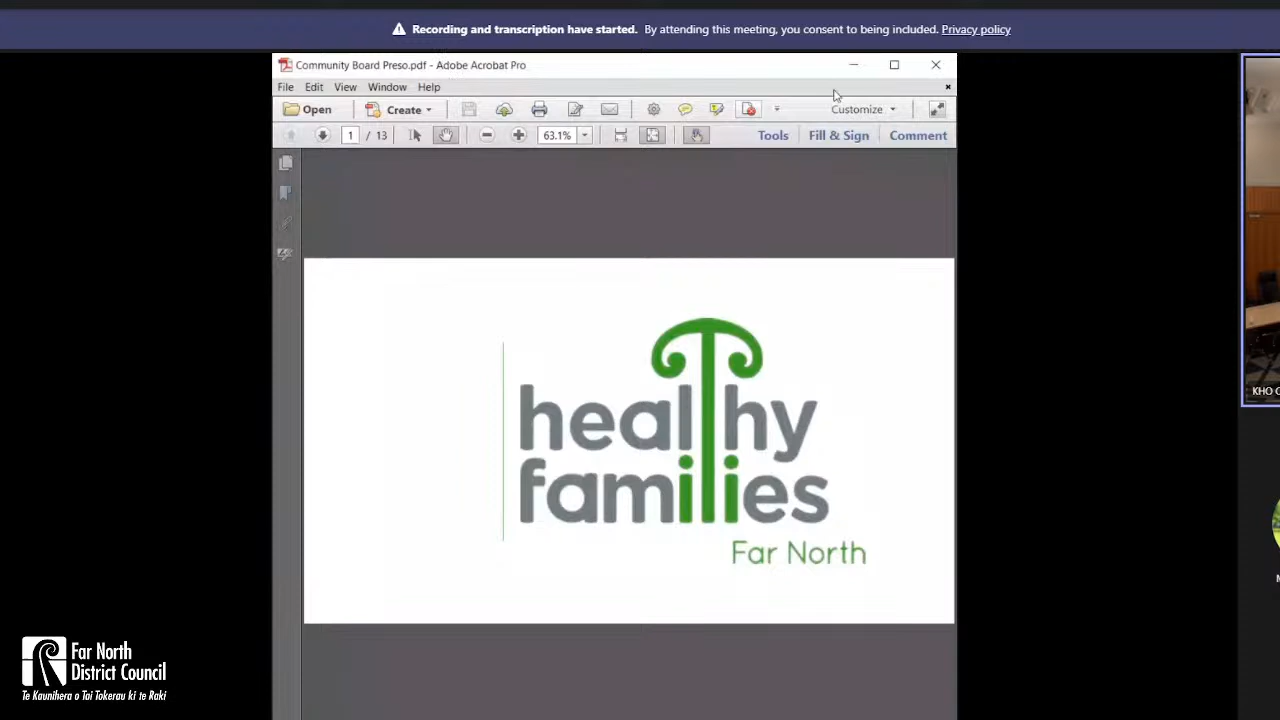 Recording and transcription have started. By attending this meeting, you consent to being included. Privacy policy
Community Board Preso.pdf - Adobe Acrobat Pro
File Edit View Window Help
Open Create Customize
1 / 13 63.1% Tools Fill & Sign Comment
healthy
families
Far North
KHO
Far North
District Council
Te Kaunihera o Tai Tokerau ki te Raki